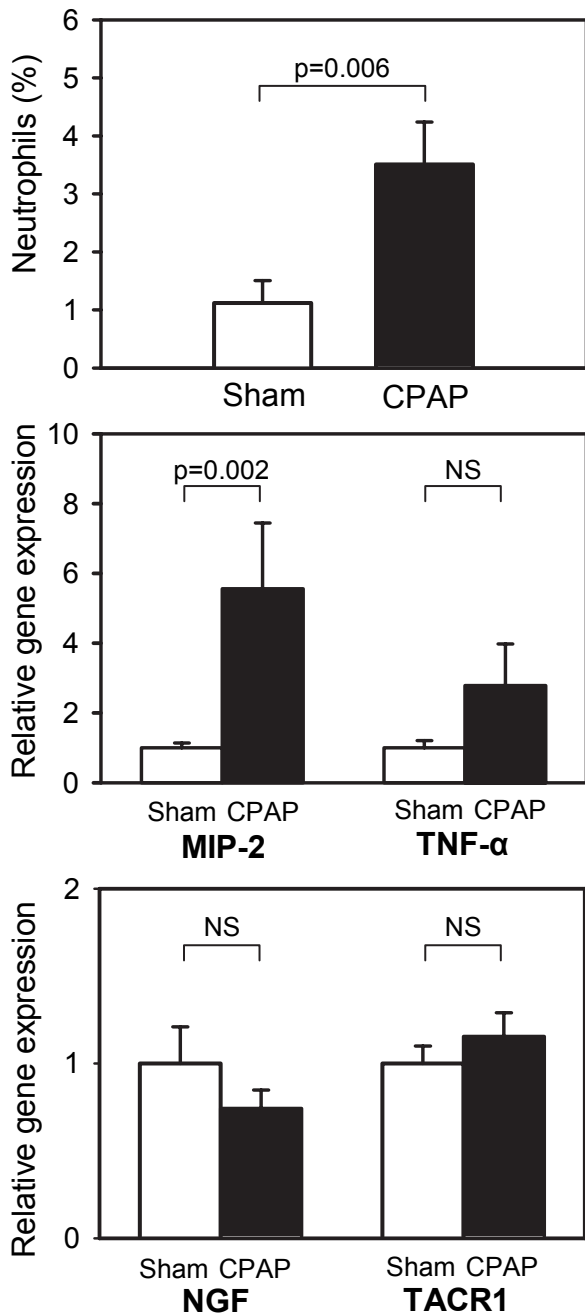 Neutrophils (%)
6
5
4
3
2
1
0
p=0.006
Sham CPAP
Relative gene expression
10
8
6
4
2
0
p=0.002 NS
Sham CPAP Sham CPAP
MIP-2 TNF-α
Relative gene expression
2
1
0
NS NS
Sham CPAP Sham CPAP
NGF TACR1